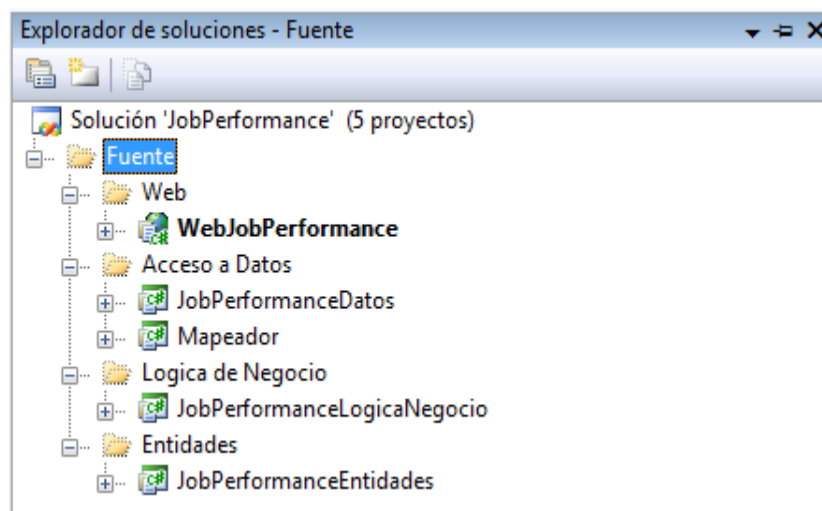 Explorador de soluciones - Fuente
Solución 'JobPerformance' (5 proyectos)
Fuente
Web
WebJobPerformance
Acceso a Datos
JobPerformanceDatos
Mapeador
Logica de Negocio
JobPerformanceLogicaNegocio
Entidades
JobPerformanceEntidades